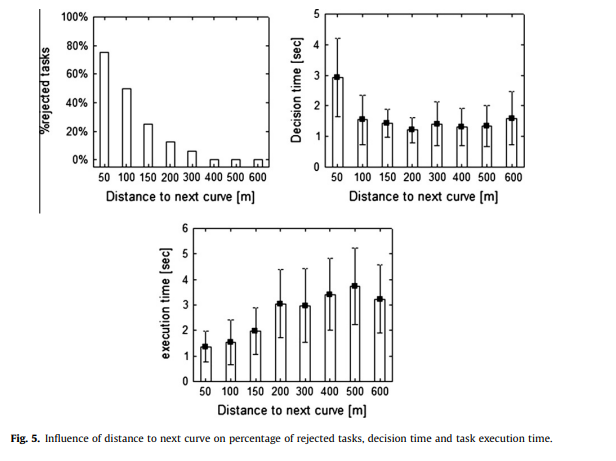 100%
80%
60%
40%
20%
0%
%rejected tasks
50 100 150 200 300 400 500 600
Distance to next curve [m]
5
4
3
2
1
0
Decision time [sec]
50 100 150 200 300 400 500 600
Distance to next curve [m]
6
5
4
3
2
1
0
execution time [sec]
50 100 150 200 300 400 500 600
Distance to next curve [m]
Fig. 5. Influence of distance to next curve on percentage of rejected tasks, decision time and task execution time.